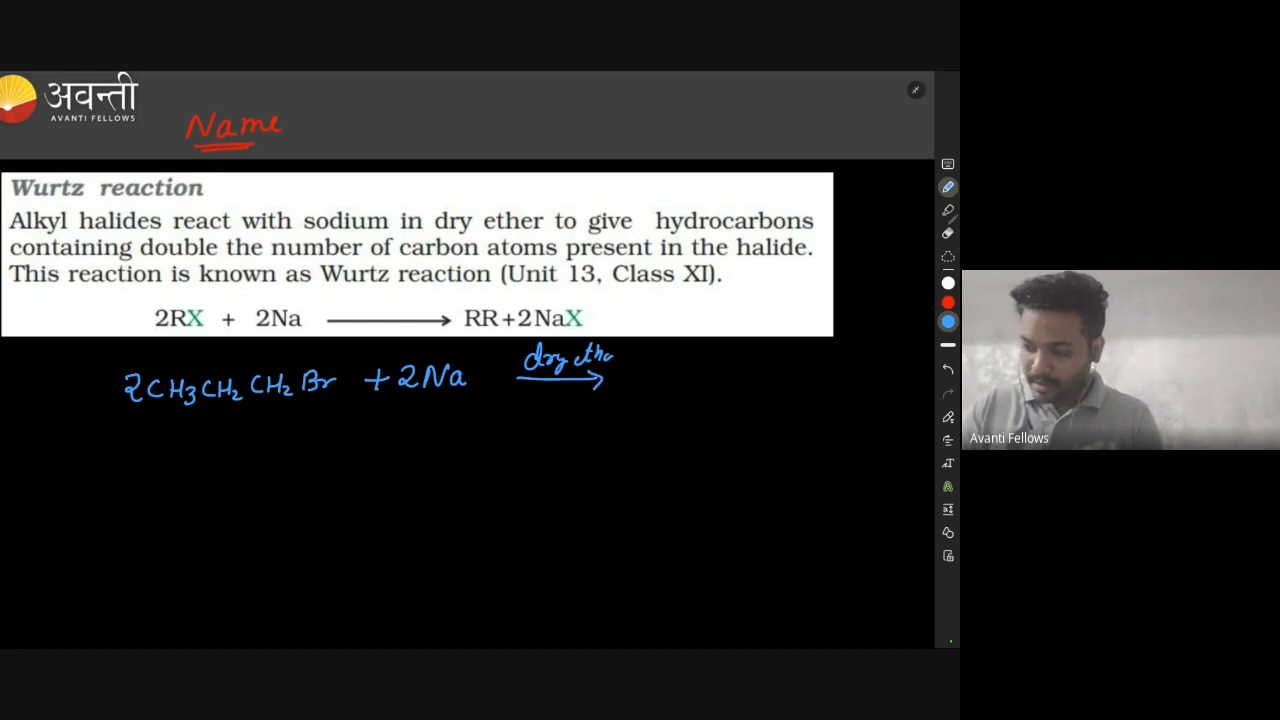 अवन्ती
AVANTI FELLOWS
Name
Wurtz reaction
Alkyl halides react with sodium in dry ether to give hydrocarbons
containing double the number of carbon atoms present in the halide.
This reaction is known as Wurtz reaction (Unit 13, Class XI).
2RX + 2Na ⟶ RR+2NaX
dry ethe
2CH₃CH₂CH₂Br + 2Na →
Avanti Fellows